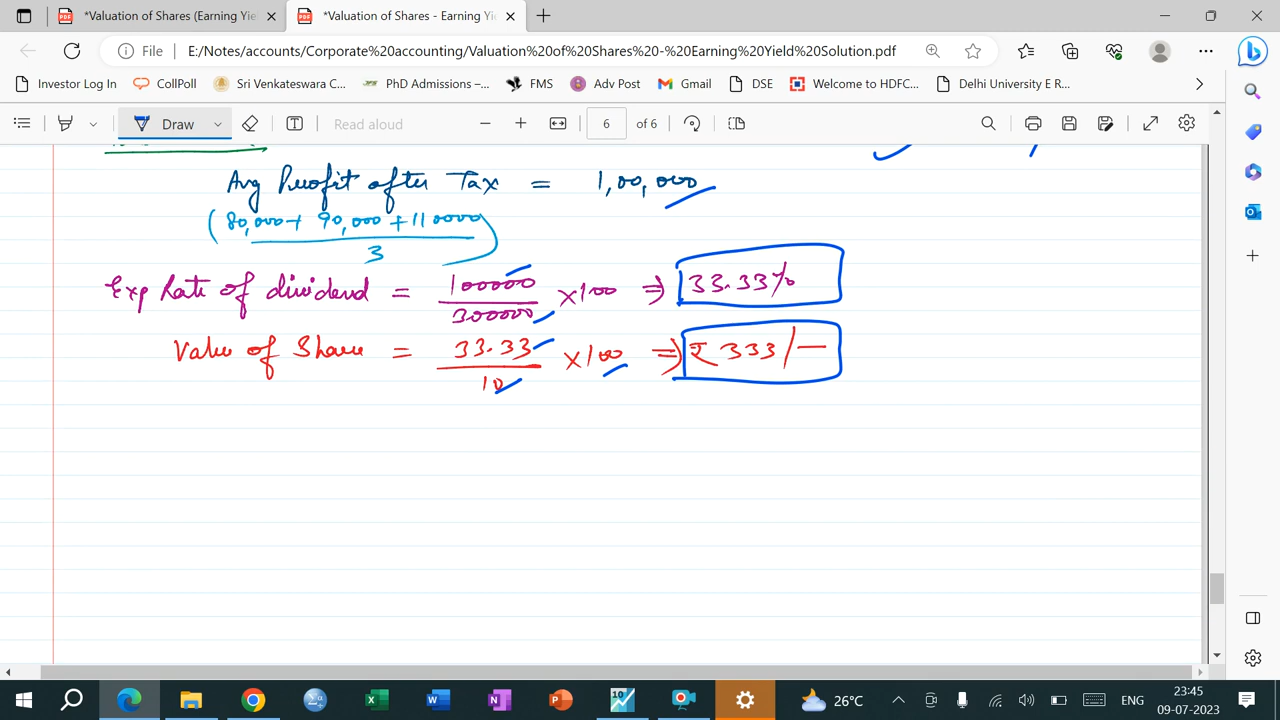 *Valuation of Shares (Earning Yie
*Valuation of Shares - Earning Yi
File E:/Notes/accounts/Corporate%20accounting/Valuation%20of%20Shares%20-%20Earning%20Yield%20Solution.pdf
Investor Log In CollPoll Sri Venkateswara C... PhD Admissions –... FMS Adv Post Gmail DSE Welcome to HDFC... Delhi University E R...
Draw Read aloud 6 of 6
Avg Profit after Tax = 1,00,000
(80,000+ 90,000 +110000)
3
Exp Rate of dividend = 100000 ×100 ⇒ 33.33%
300000
Value of Share = 33.33 ×100 ⇒ ₹ 333/—
10
26°C ENG 23:45
09-07-2023